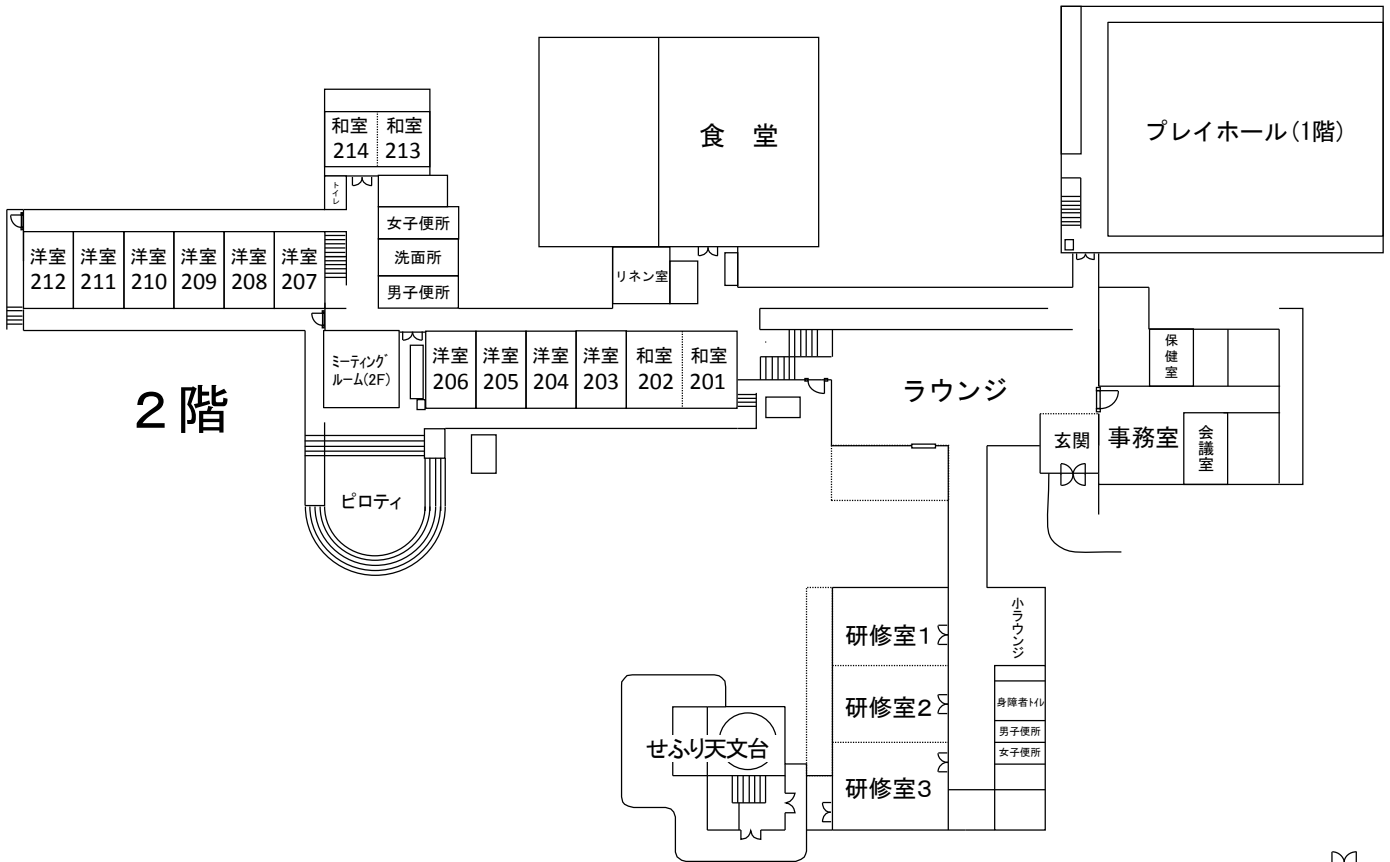 食　堂
プレイホール(1階)
和室
214
和室
213
トイレ
女子便所
洗面所
男子便所
リネン室
洋室
212
洋室
211
洋室
210
洋室
209
洋室
208
洋室
207
ミーティング
ルーム(2F)
洋室
206
洋室
205
洋室
204
洋室
203
和室
202
和室
201
保健室
ラウンジ
２階
玄関
事務室
会議室
ピロティ
研修室1
小ラウンジ
研修室2
身障者ﾄｲﾚ
男子便所
女子便所
せふり天文台
研修室3